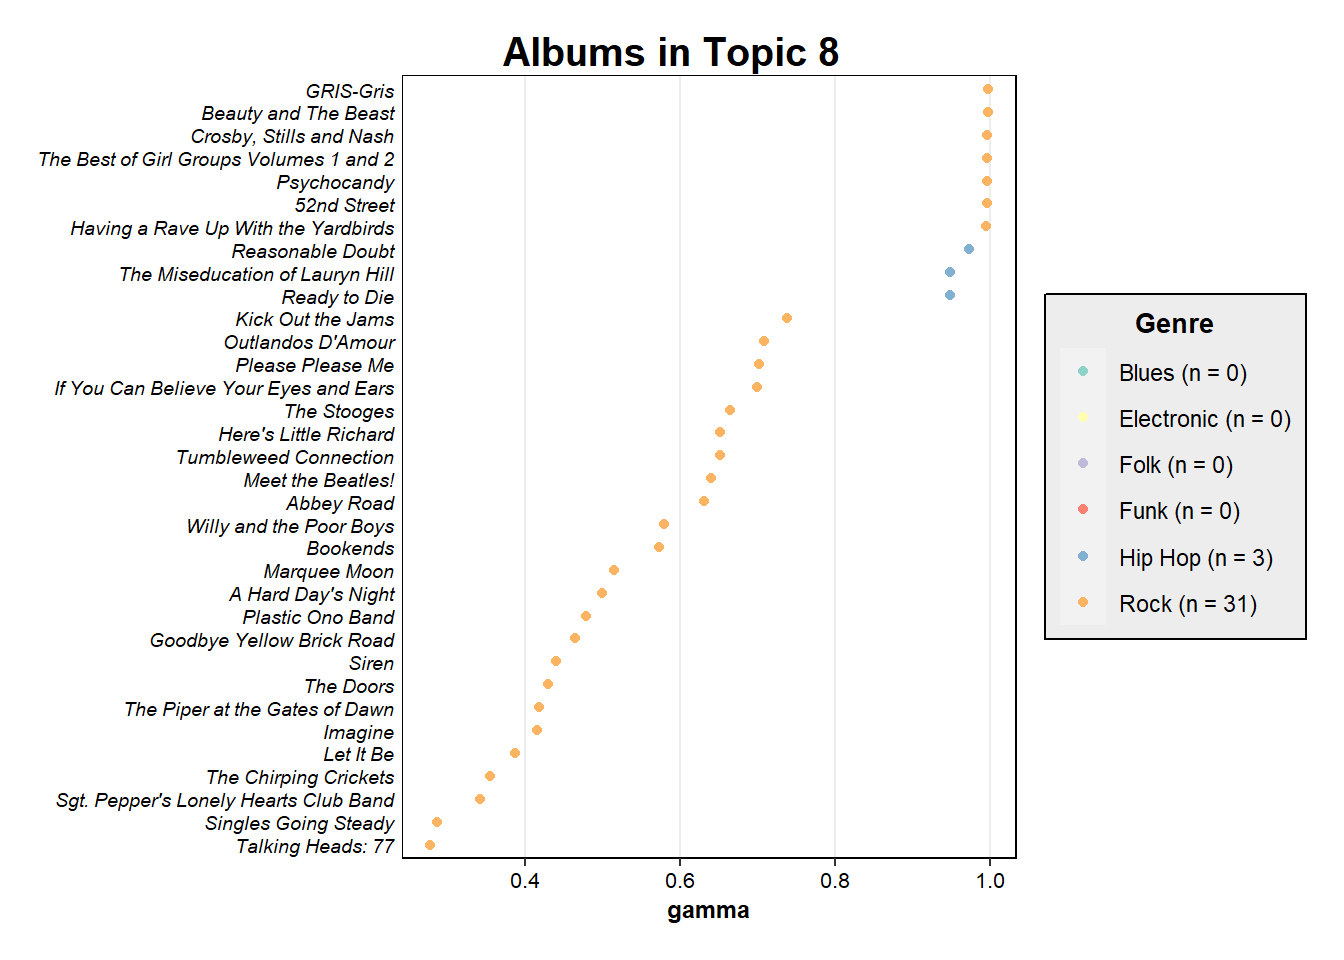 Albums in Topic 8
GRIS-Gris
Beauty and The Beast
Crosby, Stills and Nash
The Best of Girl Groups Volumes 1 and 2
Psychocandy
52nd Street
Having a Rave Up With the Yardbirds
Reasonable Doubt
The Miseducation of Lauryn Hill
Ready to Die
Kick Out the Jams
Outlandos D'Amour
Please Please Me
If You Can Believe Your Eyes and Ears
The Stooges
Here's Little Richard
Tumbleweed Connection
Meet the Beatles!
Abbey Road
Willy and the Poor Boys
Bookends
Marquee Moon
A Hard Day's Night
Plastic Ono Band
Goodbye Yellow Brick Road
Siren
The Doors
The Piper at the Gates of Dawn
Imagine
Let It Be
The Chirping Crickets
Sgt. Pepper's Lonely Hearts Club Band
Singles Going Steady
Talking Heads: 77
0.4 0.6 0.8 1.0
gamma
Genre
Blues (n = 0)
Electronic (n = 0)
Folk (n = 0)
Funk (n = 0)
Hip Hop (n = 3)
Rock (n = 31)